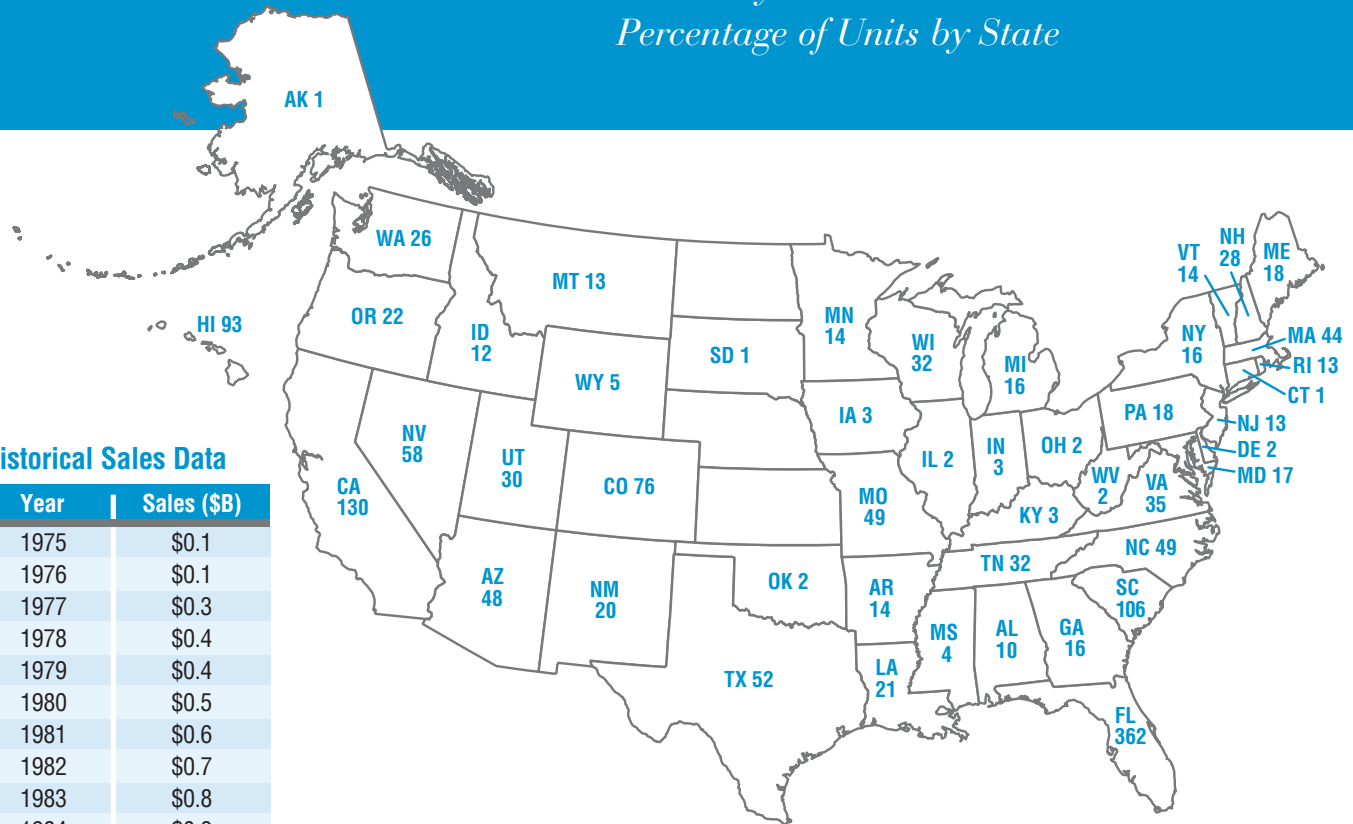 Percentage of Units by State
AK 1
WA 26
MT 13
OR 22
ID
12
WY 5
SD 1
MN
14
WI
32
MI
16
VT
14
NH
28
ME
18
NY
16
MA 44
RI 13
CT 1
HI 93
NV
58
UT
30
CO 76
CA
130
IA 3
IL 2
IN
3
OH 2
PA 18
NJ 13
DE 2
MD 17
WV
2
VA
35
MO
49
KY 3
NC 49
TN 32
SC
106
AZ
48
NM
20
OK 2
AR
14
MS
4
AL
10
GA
16
TX 52
LA
21
FL
362
istorical Sales Data
Year Sales ($B)
1975 $0.1
1976 $0.1
1977 $0.3
1978 $0.4
1979 $0.4
1980 $0.5
1981 $0.6
1982 $0.7
1983 $0.8